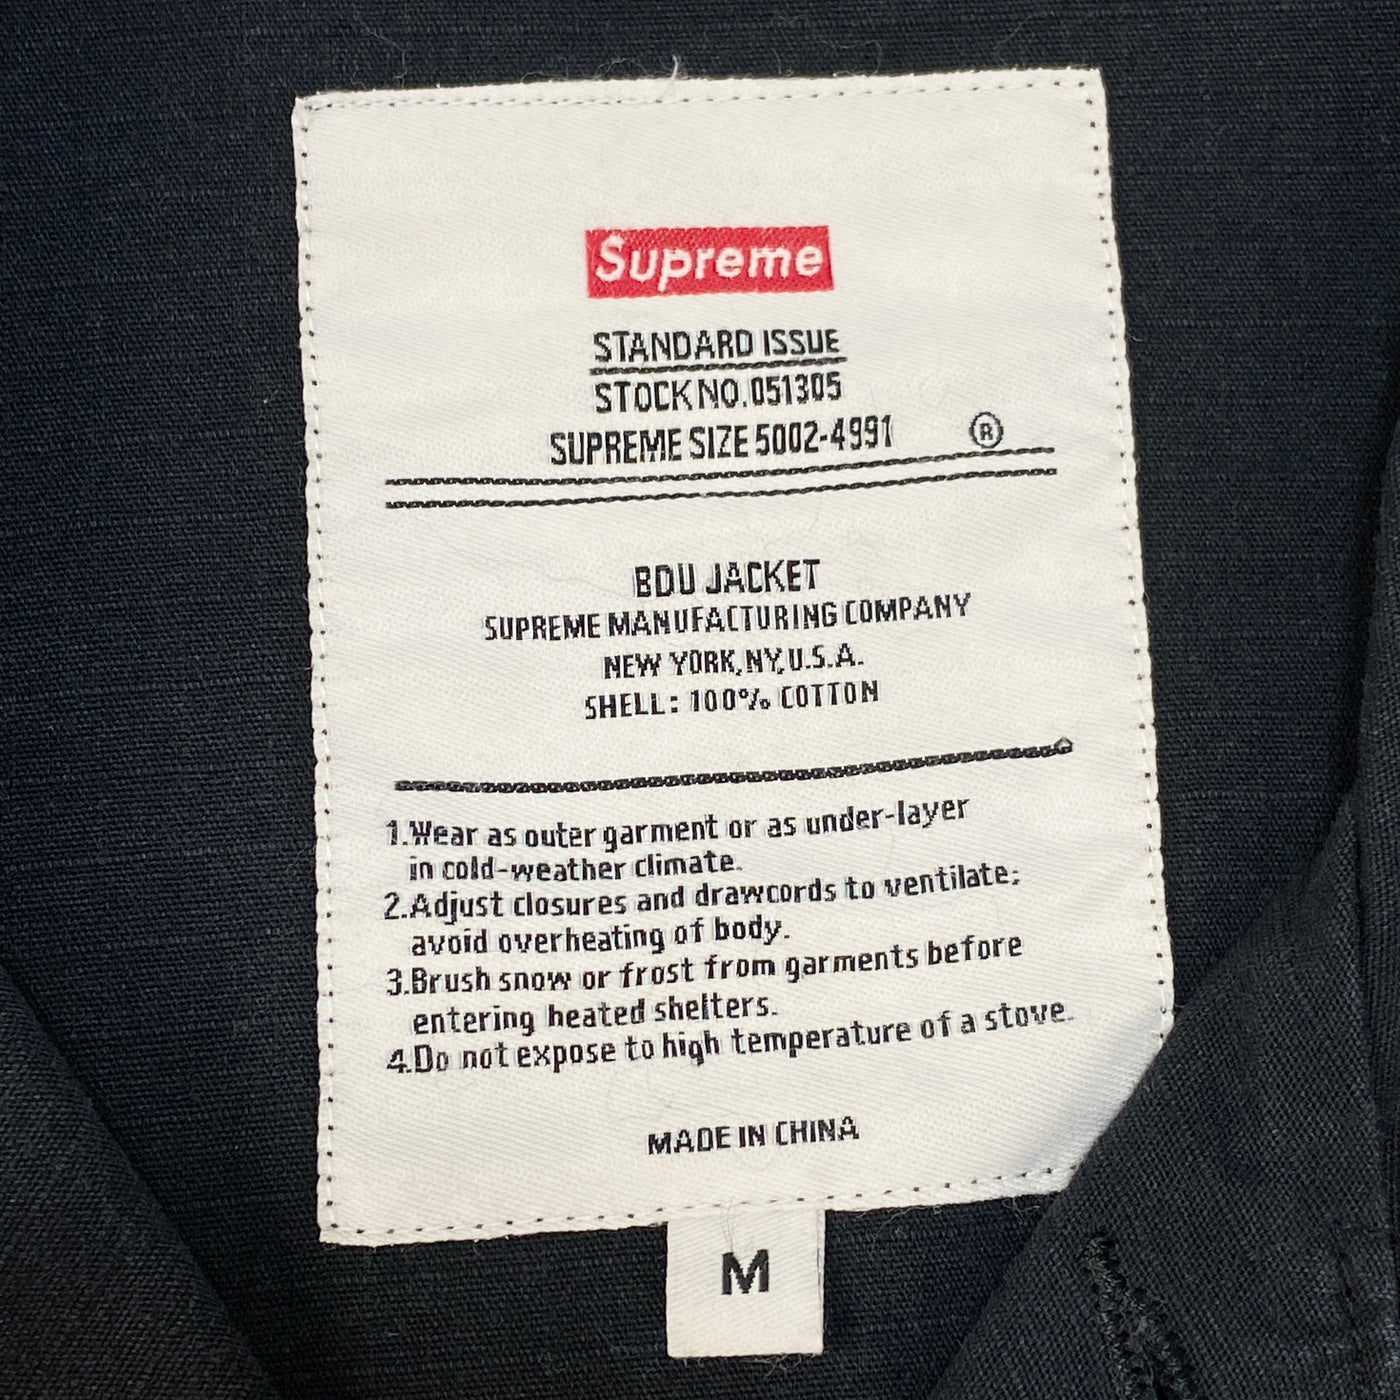 Supreme
STANDARD ISSUE
STOCK NO.051305
SUPREME SIZE 5002-4991 ®
BDU JACKET
SUPREME MANUFACTURING COMPANY
NEW YORK,NY,U.S.A.
SHELL: 100% COTTON
1.Wear as outer garment or as under-layer
in cold-weather climate.
2.Adjust closures and drawcords to ventilate;
avoid overheating of body.
3.Brush snow or frost from garments before
entering heated shelters.
4.Do not expose to high temperature of a stove.
MADE IN CHINA
M